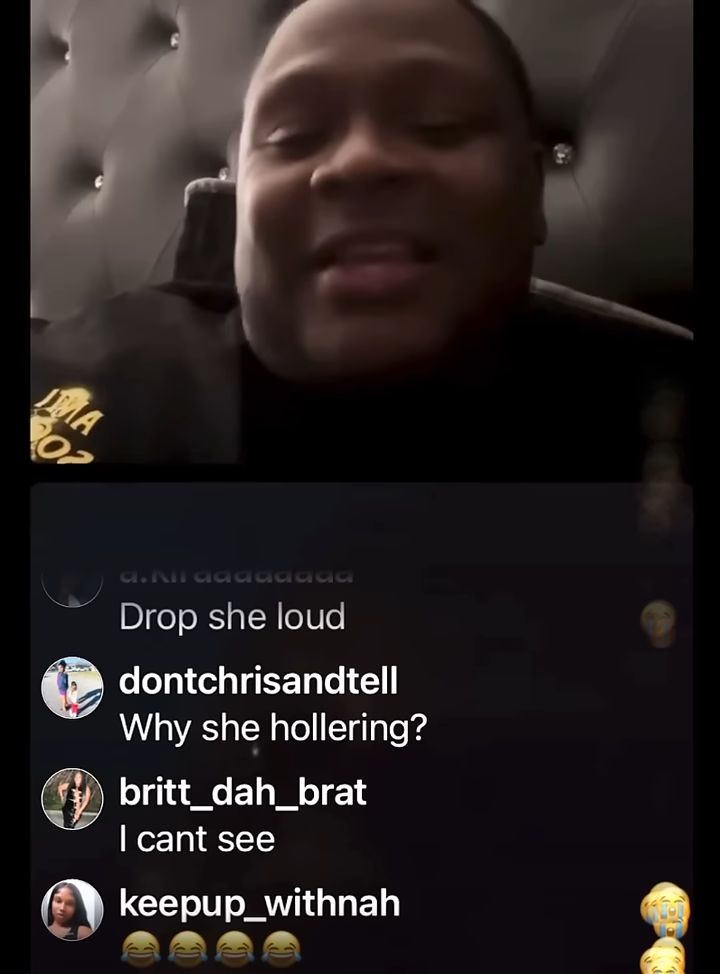 Drop she loud
dontchrisandtell
Why she hollering?
britt_dah_brat
I cant see
keepup_withnah
😂😂😂😂